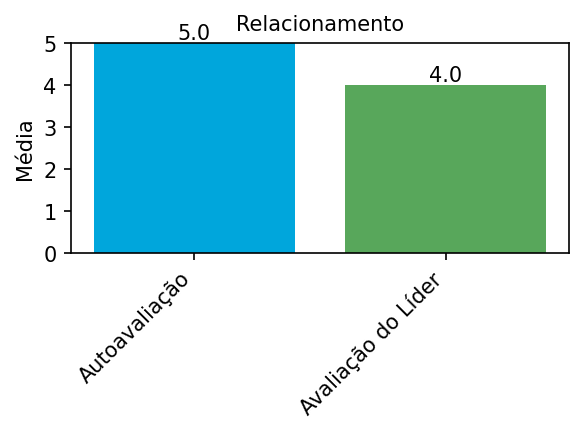 Relacionamento
5.0
4.0
Média
5
4
3
2
1
0
Autoavaliação
Avaliação do Líder